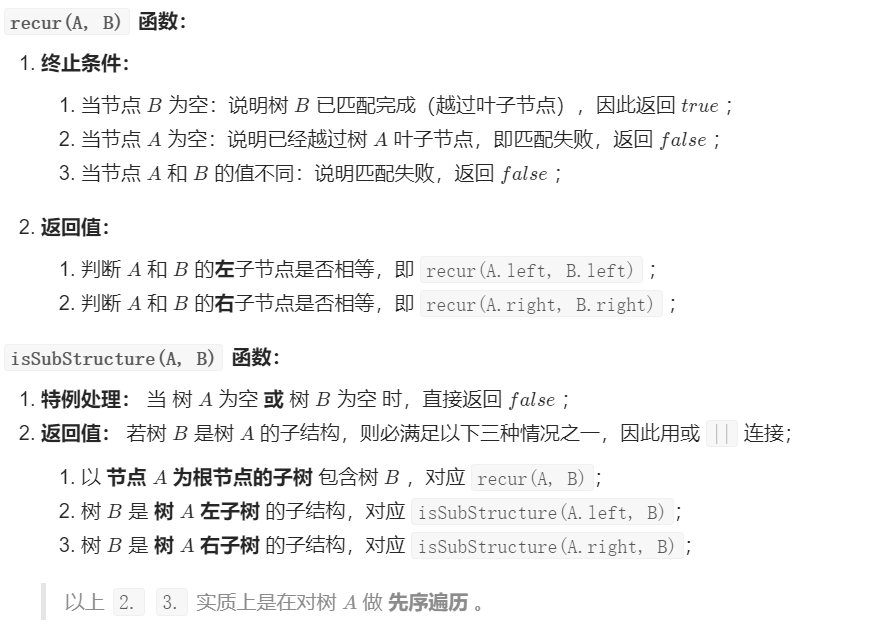 recur(A, B) 函数：
1. 终止条件：
1. 当节点 B 为空：说明树 B 已匹配完成（越过叶子节点），因此返回 true ；
2. 当节点 A 为空：说明已经越过树 A 叶子节点，即匹配失败，返回 false ；
3. 当节点 A 和 B 的值不同：说明匹配失败，返回 false ；
2. 返回值：
1. 判断 A 和 B 的左子节点是否相等，即 recur(A.left, B.left) ；
2. 判断 A 和 B 的右子节点是否相等，即 recur(A.right, B.right) ；
isSubStructure(A, B) 函数：
1. 特例处理： 当 树 A 为空 或 树 B 为空 时，直接返回 false ；
2. 返回值： 若树 B 是树 A 的子结构，则必满足以下三种情况之一，因此用或 || 连接；
1. 以 节点 A 为根节点的子树 包含树 B ，对应 recur(A, B)；
2. 树 B 是 树 A 左子树 的子结构，对应 isSubStructure(A.left, B)；
3. 树 B 是 树 A 右子树 的子结构，对应 isSubStructure(A.right, B)；
以上 2. 3. 实质上是在对树 A 做 先序遍历 。